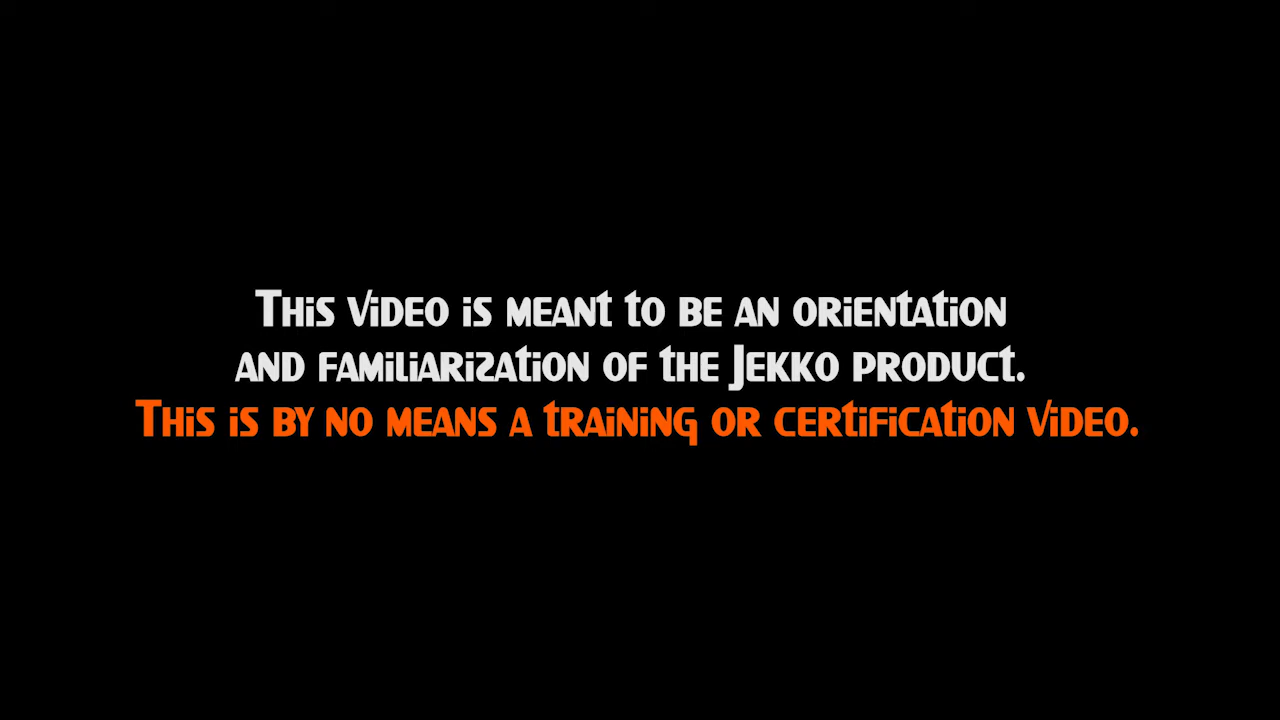 This video is meant to be an orientation
and familiarization of the Jekko product.
This is by no means a training or certification video.